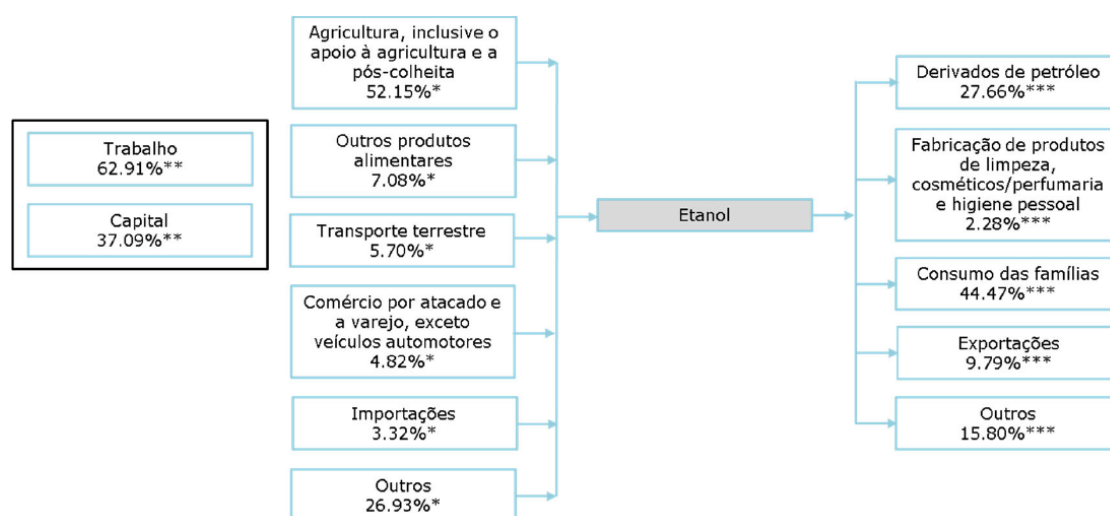 Trabalho
62.91%**
Capital
37.09%**
Agricultura, inclusive o
apoio à agricultura e a
pós-colheita
52.15%*
Outros produtos
alimentares
7.08%*
Transporte terrestre
5.70%*
Comércio por atacado e
a varejo, exceto
veículos automotores
4.82%*
Importações
3.32%*
Outros
26.93%*
Etanol
Derivados de petróleo
27.66%***
Fabricação de produtos
de limpeza,
cosméticos/perfumaria
e higiene pessoal
2.28%***
Consumo das famílias
44.47%***
Exportações
9.79%***
Outros
15.80%***